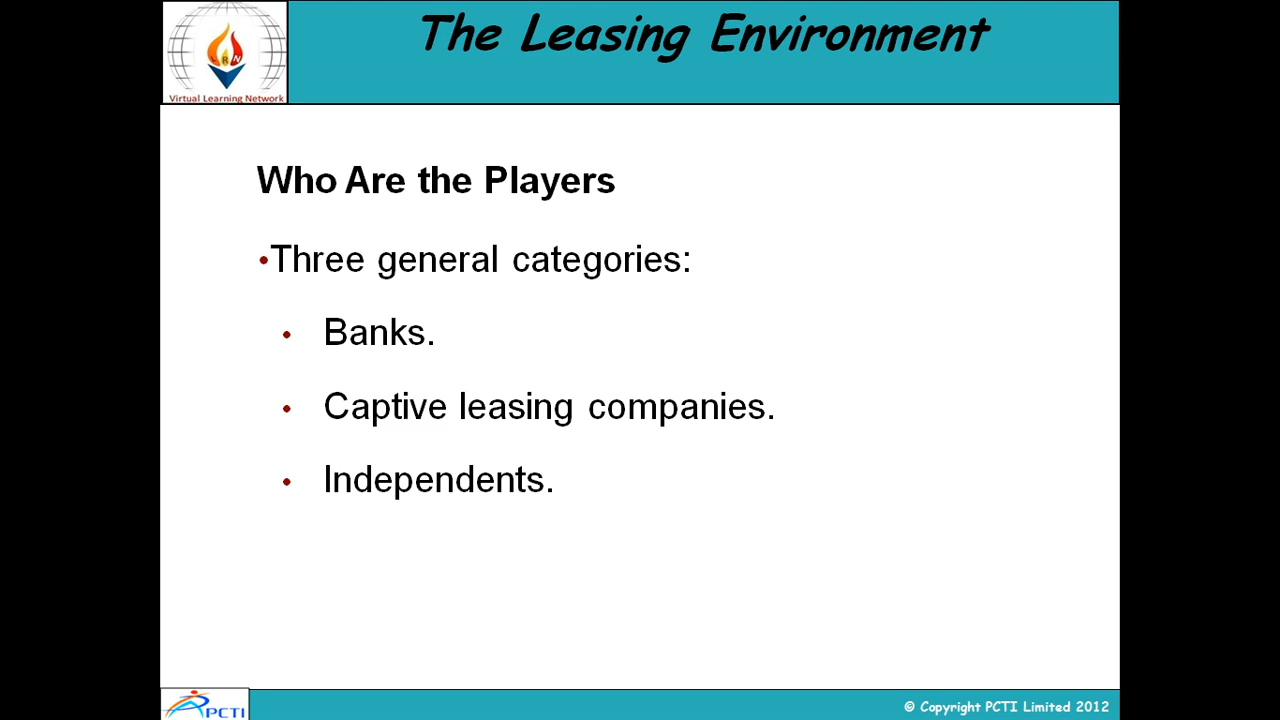 The Leasing Environment
Virtual Learning Network
Who Are the Players
•Three general categories:
• Banks.
• Captive leasing companies.
• Independents.
PCTI
© Copyright PCTI Limited 2012